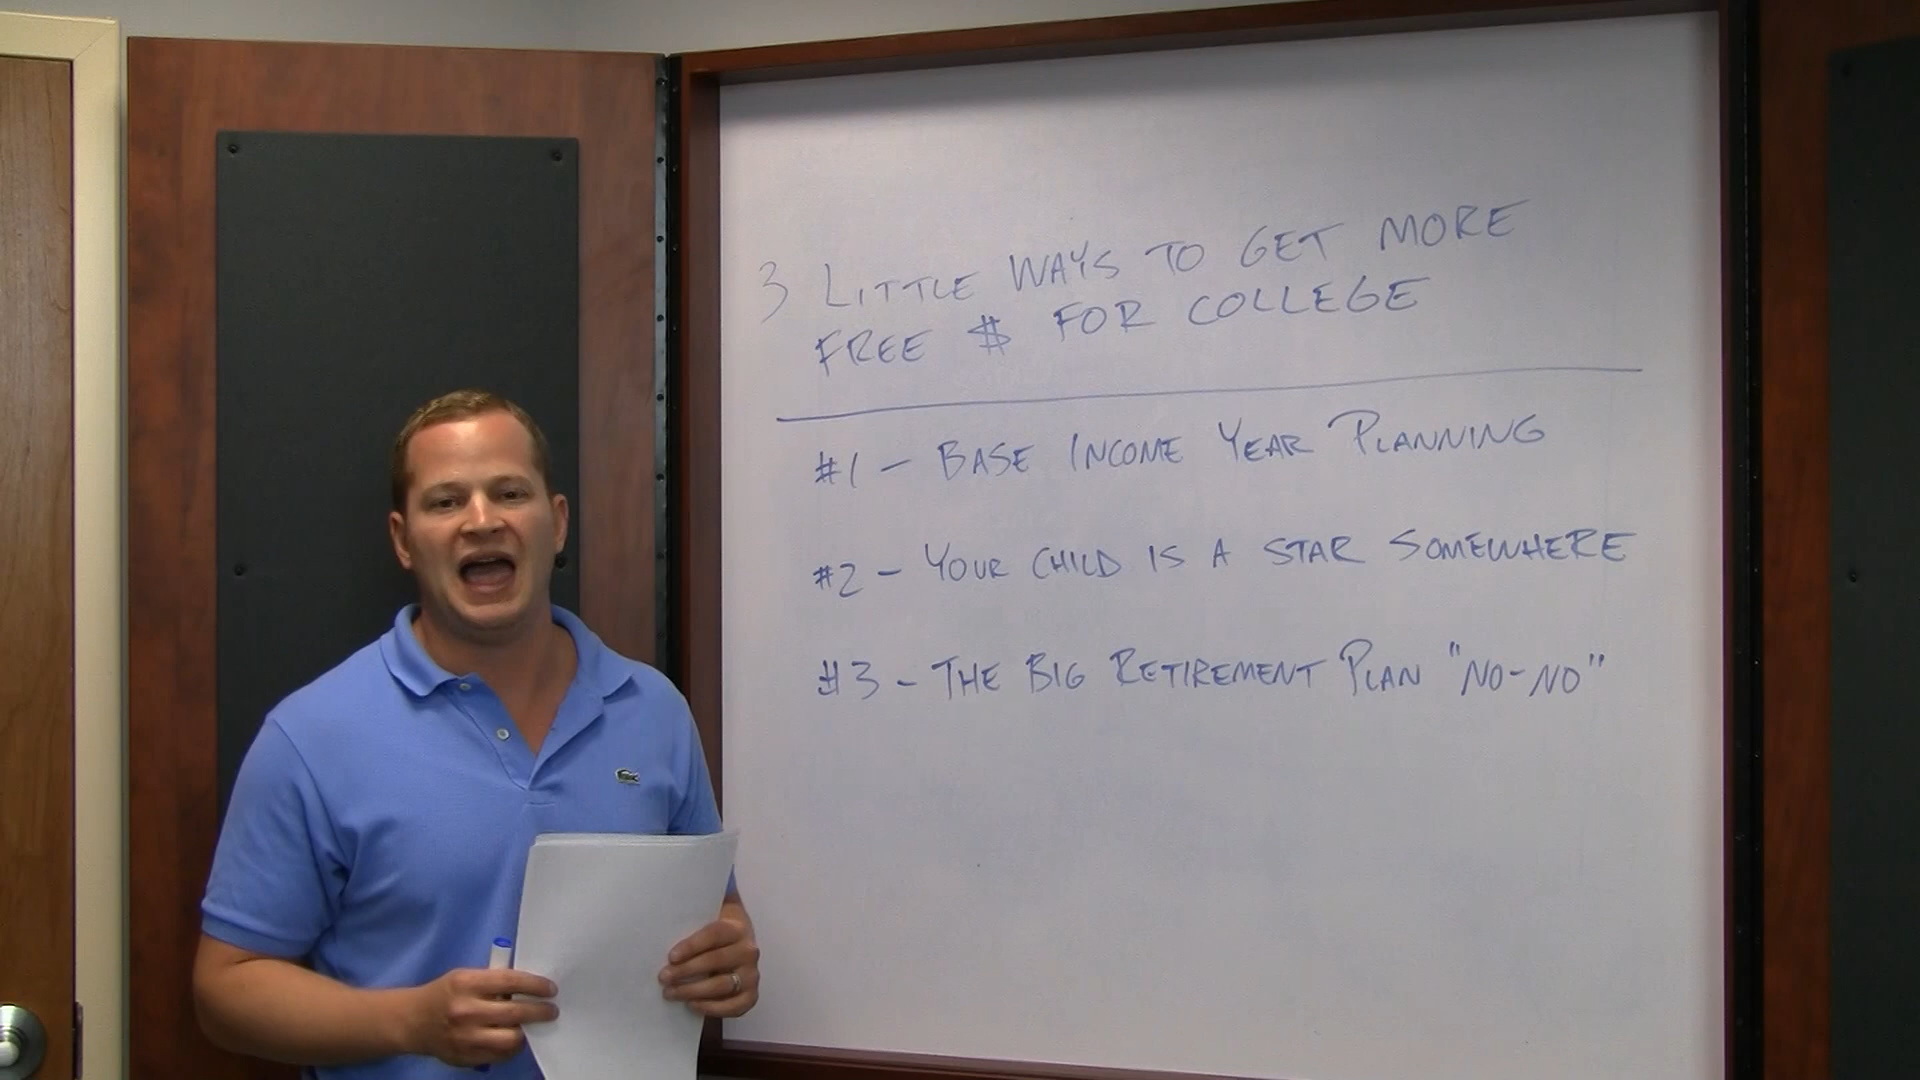 3 LITTLE WAYS TO GET MORE
FREE $ FOR COLLEGE
#1 - BASE INCOME YEAR PLANNING
#2 - YOUR CHILD IS A STAR SOMEWHERE
#3 - THE BIG RETIREMENT PLAN "NO-NO"